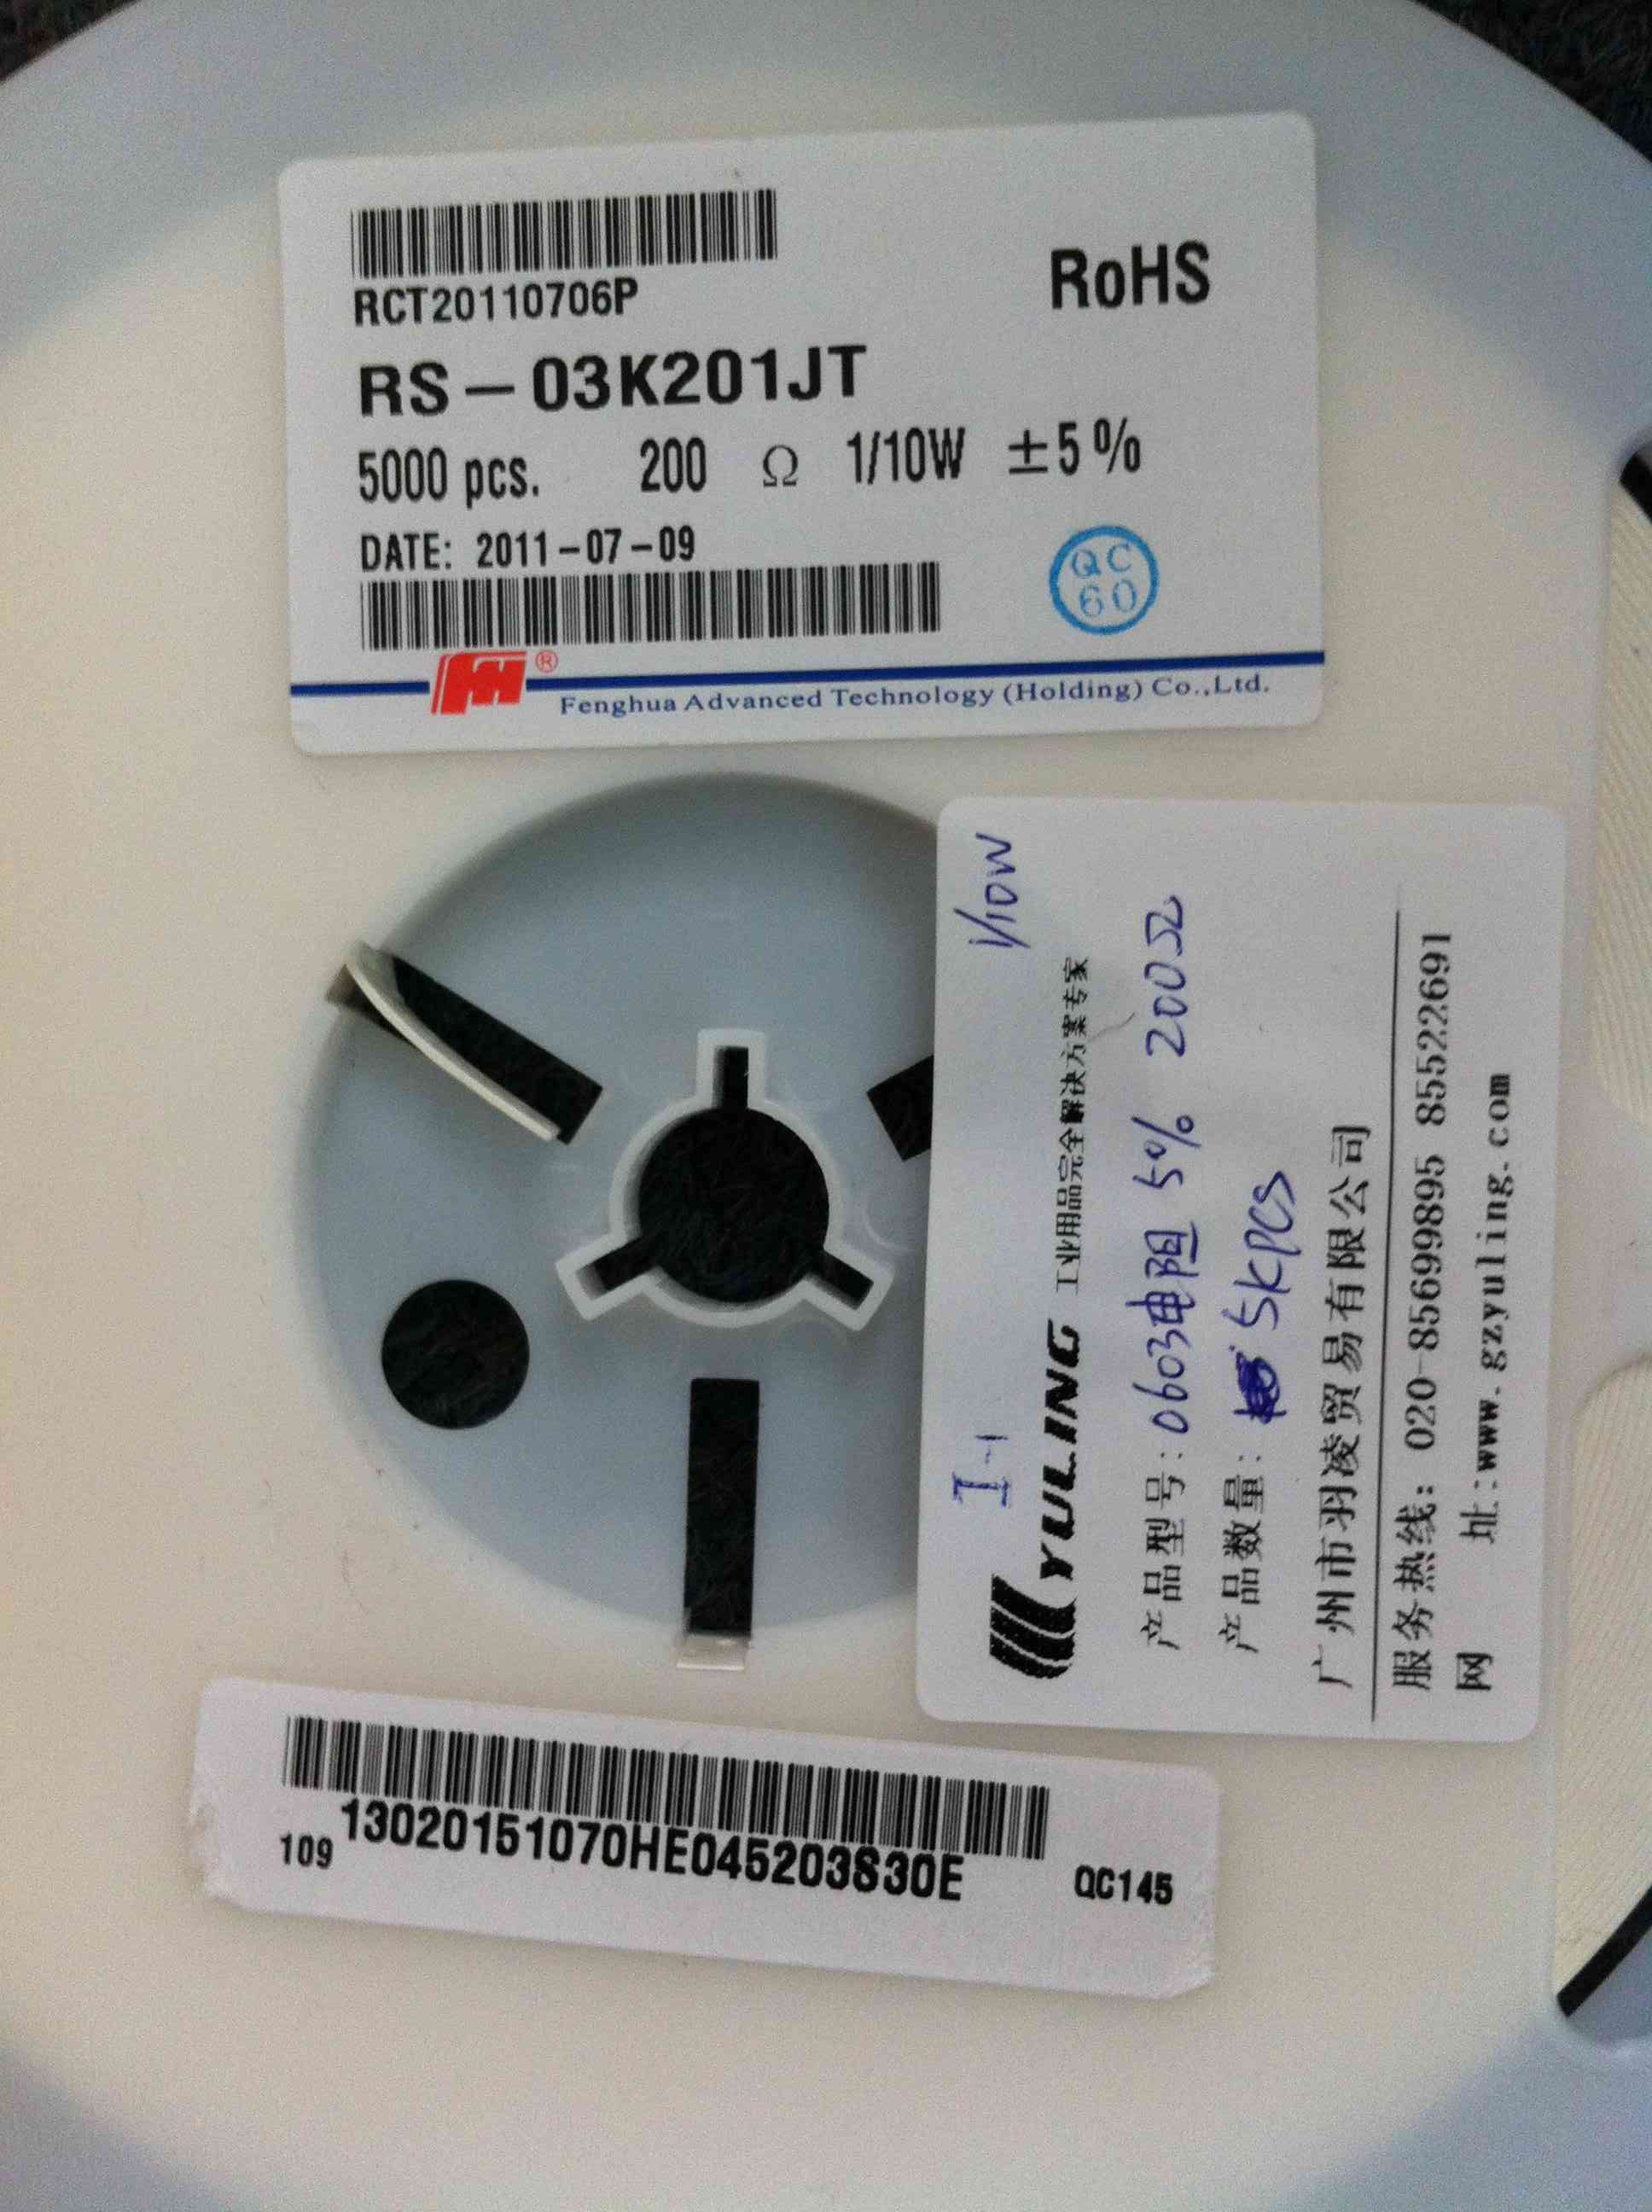 RCT20110706P
RoHS
RS-03K201JT
5000 pcs. 200 Ω 1/10W ±5%
DATE: 2011-07-09
QC
60
Fenghua Advanced Technology (Holding) Co.,Ltd.
I-1 1/10W
YULING 工业用品完全解决方案专家
产品型号:0603电阻 5% 200Ω
产品数量: 5KPCS
广州市羽凌贸易有限公司
服务热线: 020-85699895 85522691
网 址:www.gzyuling.com
109 13020151070HE045203S30E QC145